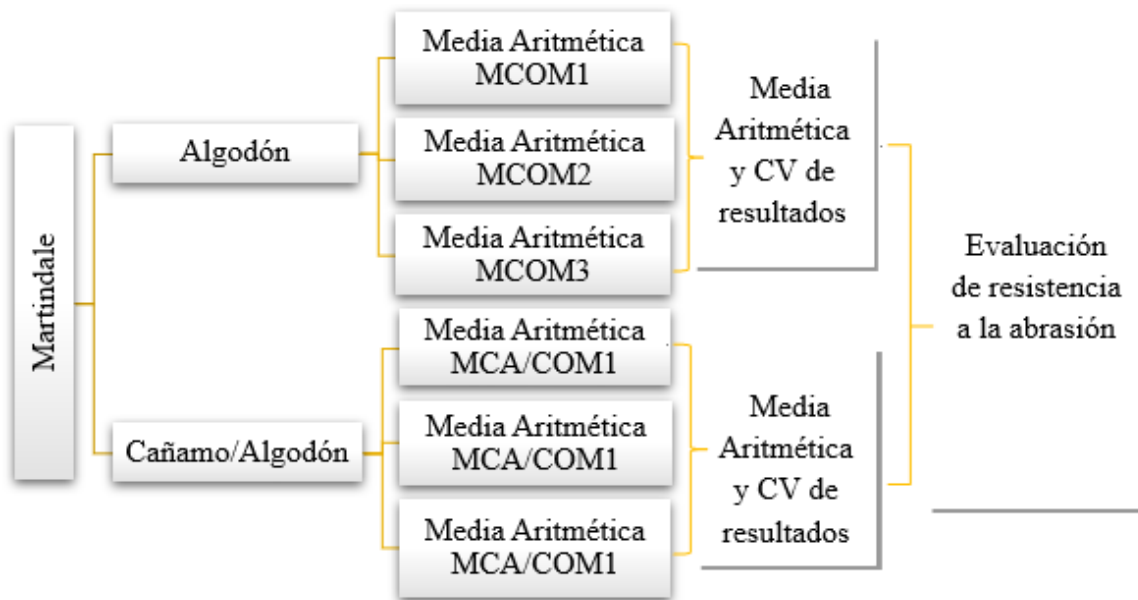 Martindale
Algodón
Media Aritmética
MCOM1
Media Aritmética
MCOM2
Media Aritmética
MCOM3
Media
Aritmética
y CV de
resultados
Cañamo/Algodón
Media Aritmética
MCA/COM1
Media Aritmética
MCA/COM1
Media Aritmética
MCA/COM1
Media
Aritmética
y CV de
resultados
Evaluación
de resistencia
a la abrasión